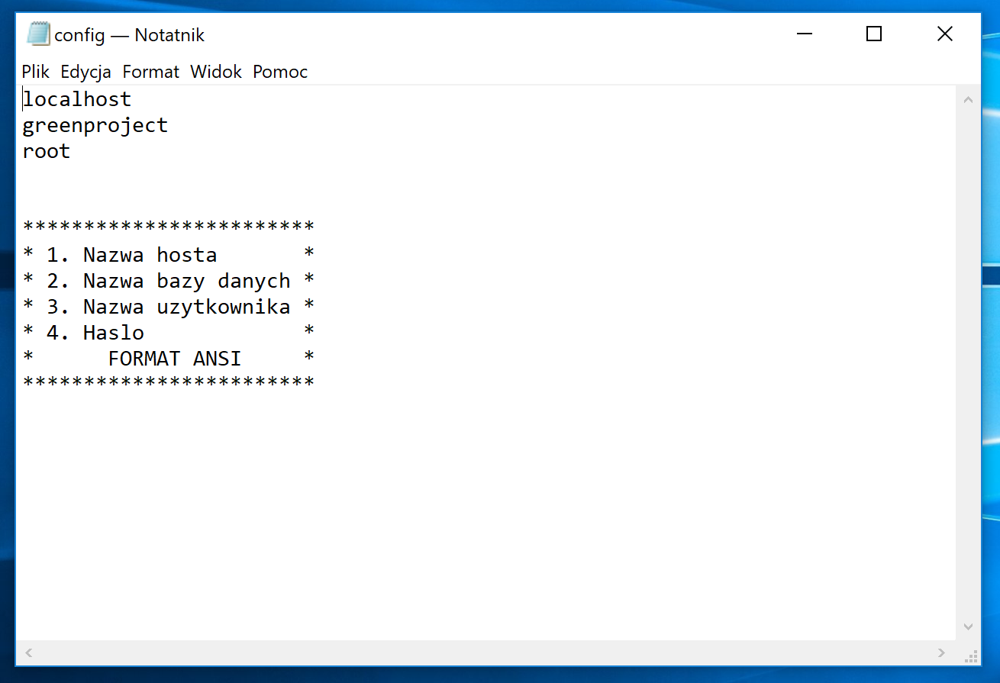 config — Notatnik
Plik Edycja Format Widok Pomoc
localhost
greenproject
root
************************
* 1. Nazwa hosta       *
* 2. Nazwa bazy danych *
* 3. Nazwa uzytkownika *
* 4. Haslo             *
*      FORMAT ANSI     *
************************